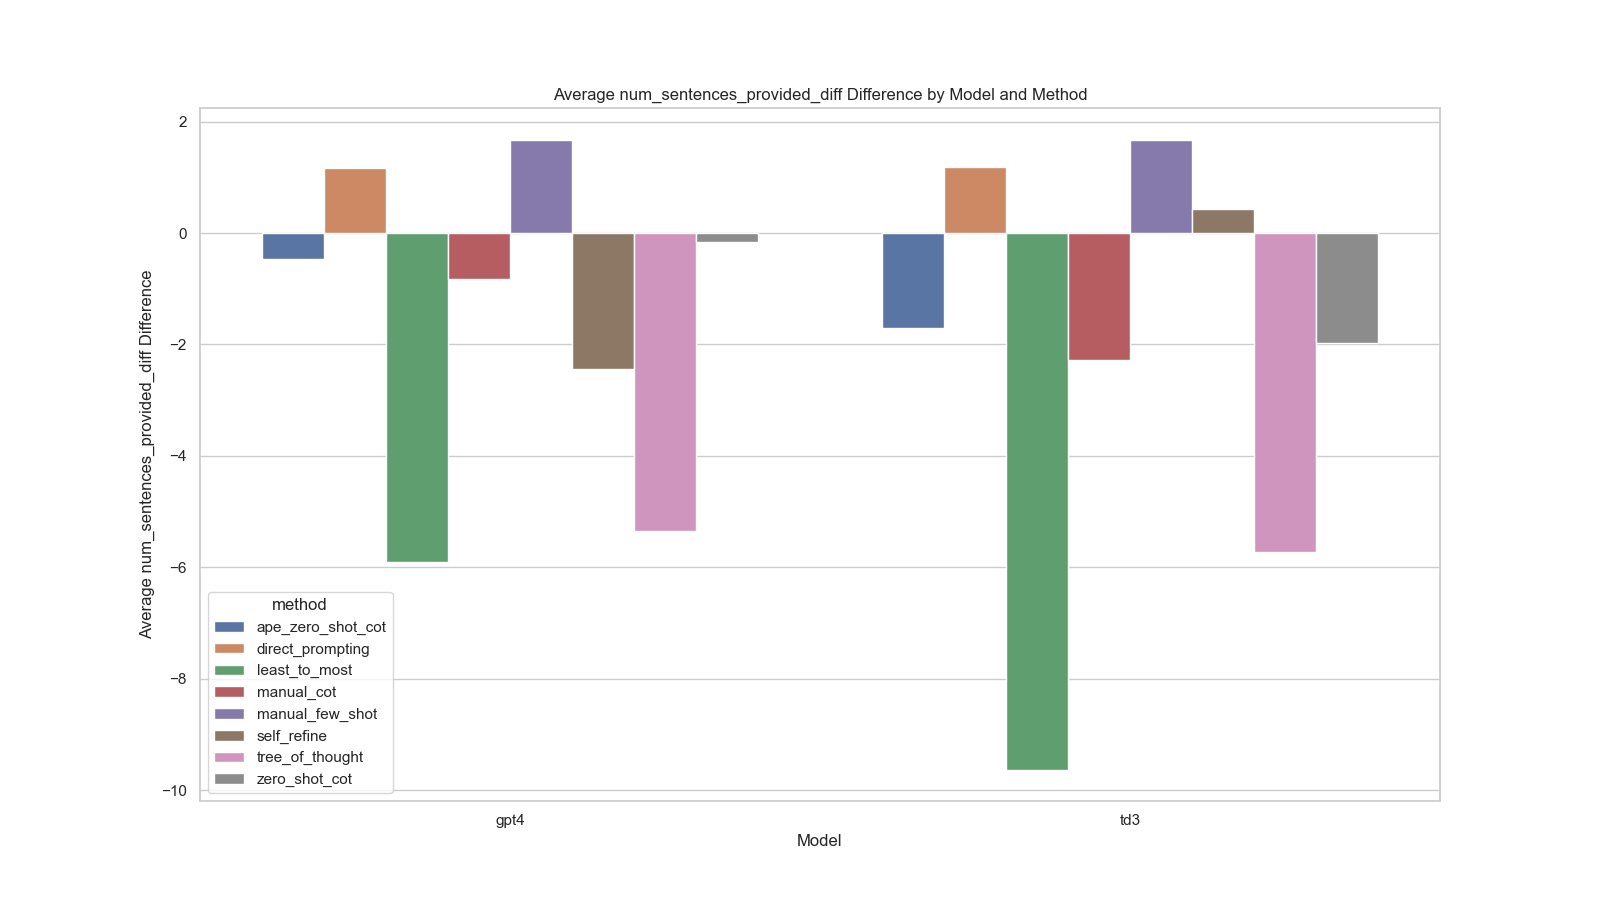 Average num_sentences_provided_diff Difference by Model and Method
Average num_sentences_provided_diff Difference
2
0
−2
−4
−6
−8
−10
method
ape_zero_shot_cot
direct_prompting
least_to_most
manual_cot
manual_few_shot
self_refine
tree_of_thought
zero_shot_cot
gpt4
td3
Model